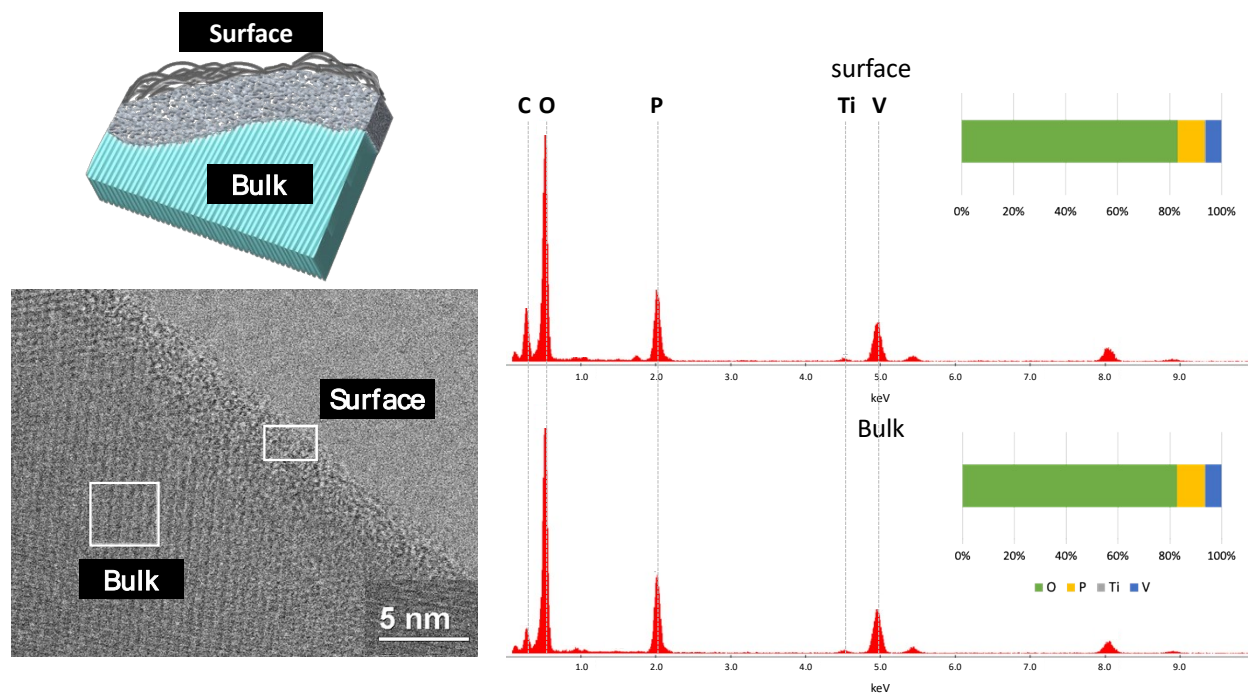 Surface
Bulk
Surface
Bulk
5 nm
surface
C O P Ti V
0% 20% 40% 60% 80% 100%
1.0 2.0 3.0 4.0 5.0 6.0 7.0 8.0 9.0
keV
Bulk
0% 20% 40% 60% 80% 100%
O P Ti V
1.0 2.0 3.0 4.0 5.0 6.0 7.0 8.0 9.0
keV